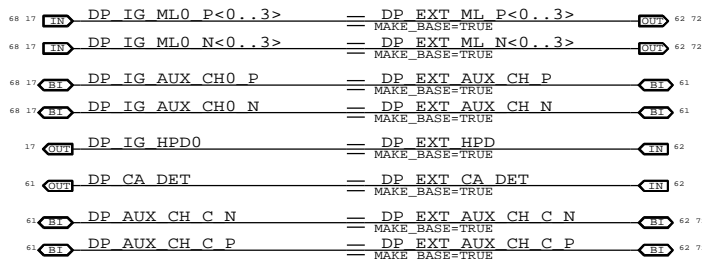 68 17 IN DP_IG_ML0_P<0..3> DP_EXT_ML_P<0..3> OUT 62 72
MAKE_BASE=TRUE
68 17 IN DP_IG_ML0_N<0..3> DP_EXT_ML_N<0..3> OUT 62 72
MAKE_BASE=TRUE
68 17 BI DP_IG_AUX_CH0_P DP_EXT_AUX_CH_P BI 61
MAKE_BASE=TRUE
68 17 BI DP_IG_AUX_CH0_N DP_EXT_AUX_CH_N BI 61
MAKE_BASE=TRUE
17 OUT DP_IG_HPD0 DP_EXT_HPD IN 62
MAKE_BASE=TRUE
61 OUT DP_CA_DET DP_EXT_CA_DET IN 62
MAKE_BASE=TRUE
61 BI DP_AUX_CH_C_N DP_EXT_AUX_CH_C_N BI 62 7
MAKE_BASE=TRUE
61 BI DP_AUX_CH_C_P DP_EXT_AUX_CH_C_P BI 62 7
MAKE_BASE=TRUE